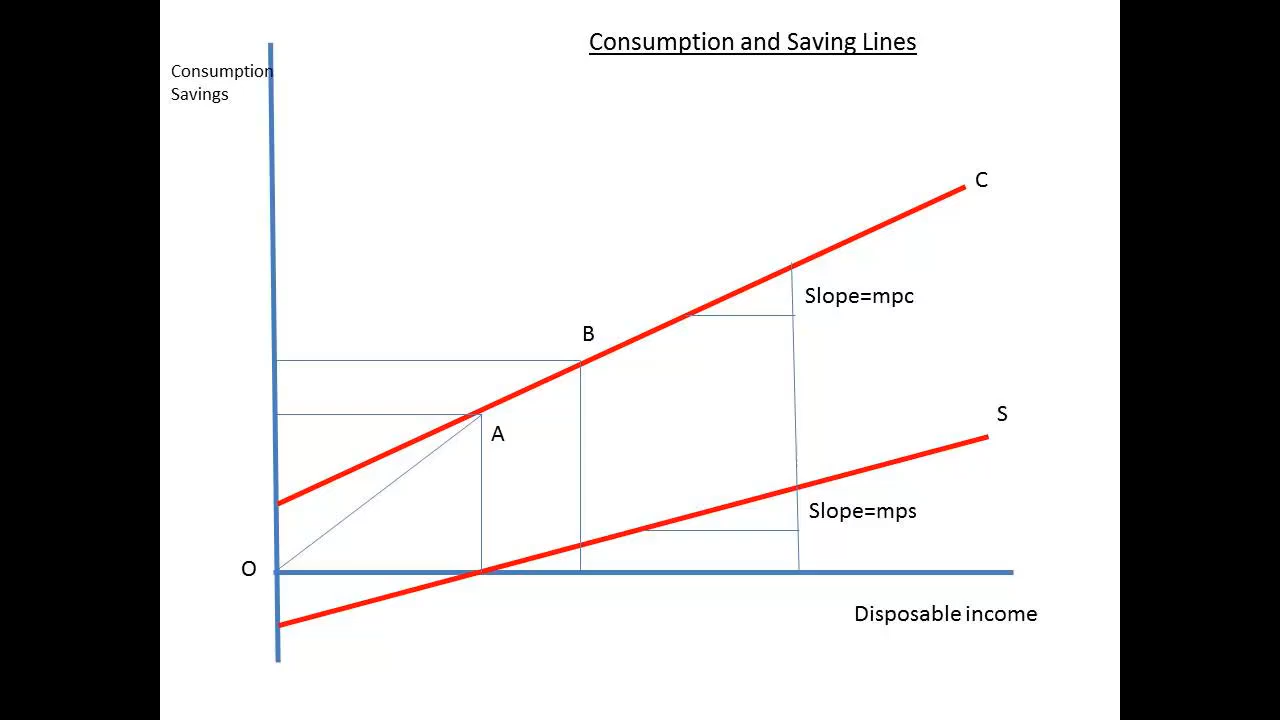 Consumption and Saving Lines
Consumption
Savings
C
Slope=mpc
B
A
S
Slope=mps
O
Disposable income